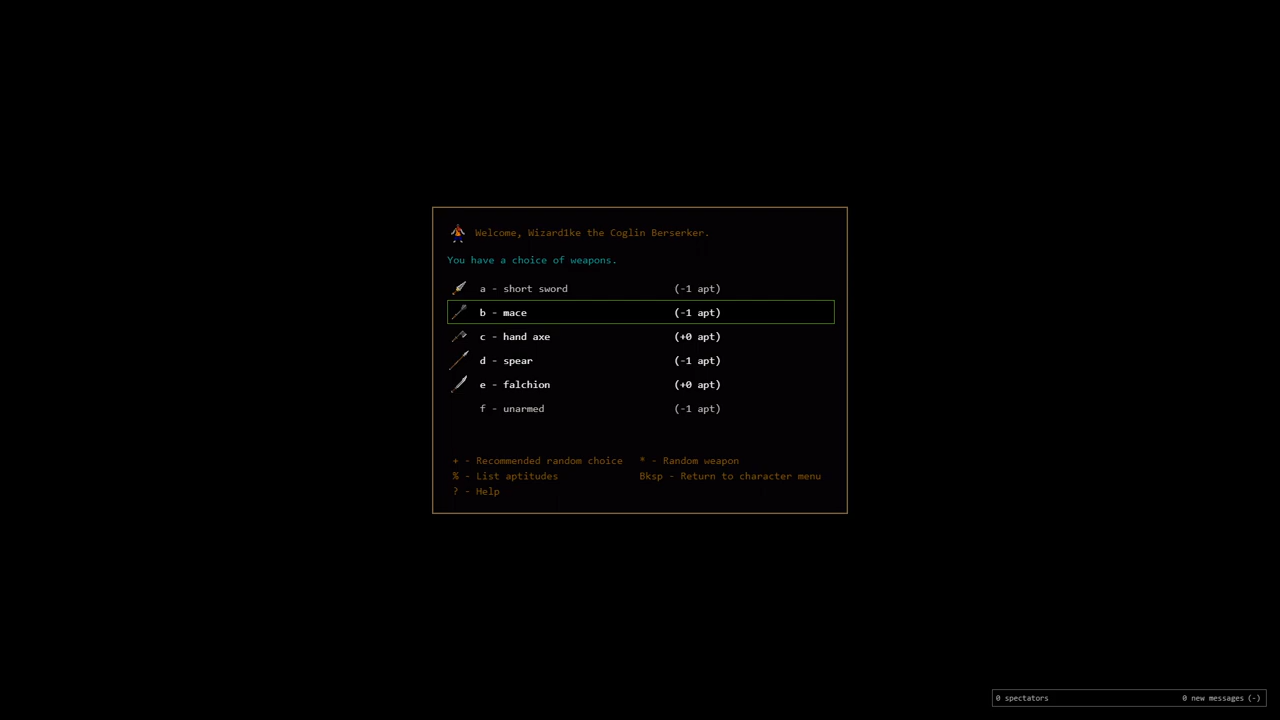 Welcome, Wizard1ke the Coglin Berserker.
You have a choice of weapons.
a - short sword (-1 apt)
b - mace (-1 apt)
c - hand axe (+0 apt)
d - spear (-1 apt)
e - falchion (+0 apt)
f - unarmed (-1 apt)
+ - Recommended random choice * - Random weapon
% - List aptitudes Bksp - Return to character menu
? - Help
0 spectators 0 new messages (-)